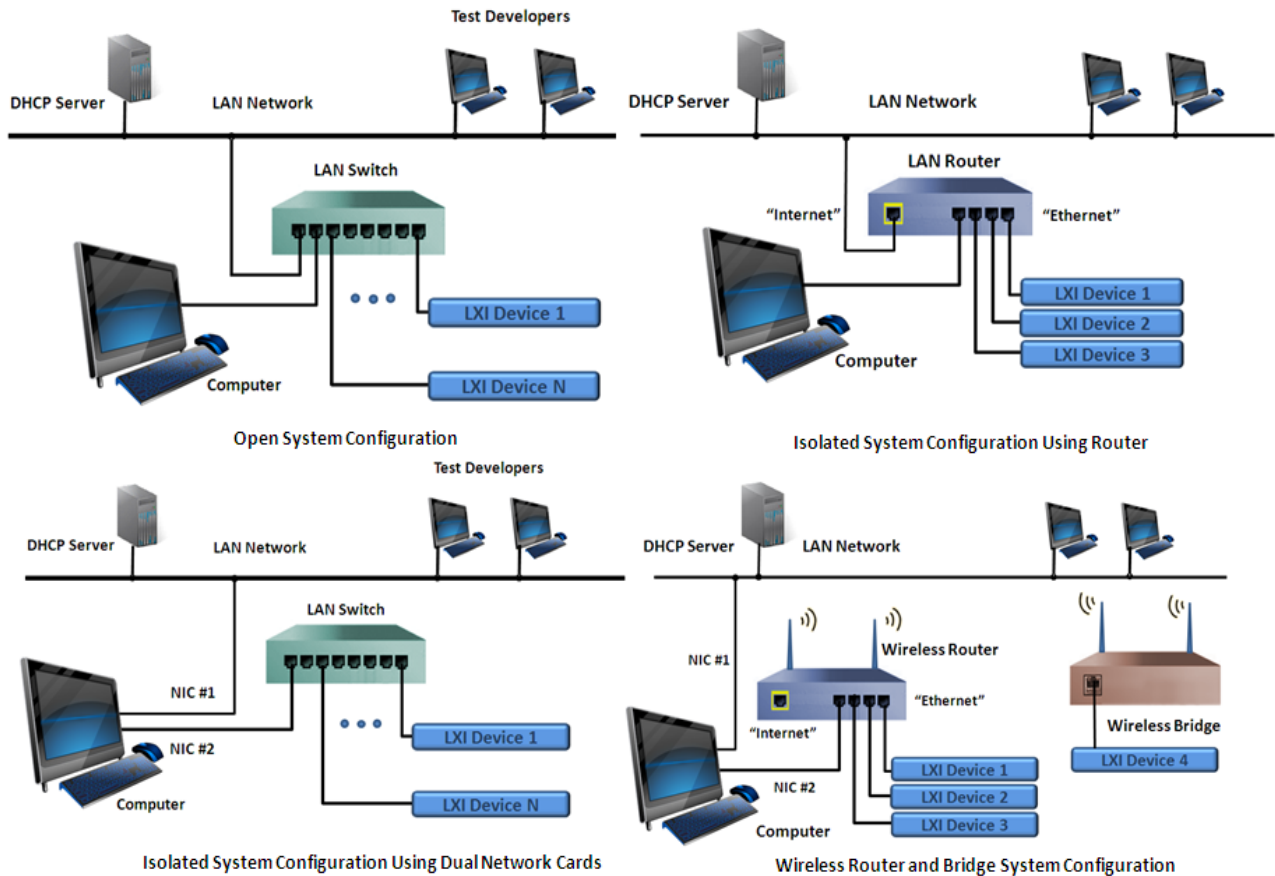 Test Developers
DHCP Server
LAN Network
LAN Switch
LXI Device 1
Computer
LXI Device N
Open System Configuration
DHCP Server
LAN Network
LAN Router
“Internet”
“Ethernet”
LXI Device 1
LXI Device 2
LXI Device 3
Computer
Isolated System Configuration Using Router
Test Developers
DHCP Server
LAN Network
LAN Switch
NIC #1
NIC #2
LXI Device 1
Computer
LXI Device N
Isolated System Configuration Using Dual Network Cards
DHCP Server
LAN Network
NIC #1
Wireless Router
“Ethernet”
“Internet”
Wireless Bridge
LXI Device 4
LXI Device 1
NIC #2
LXI Device 2
LXI Device 3
Computer
Wireless Router and Bridge System Configuration